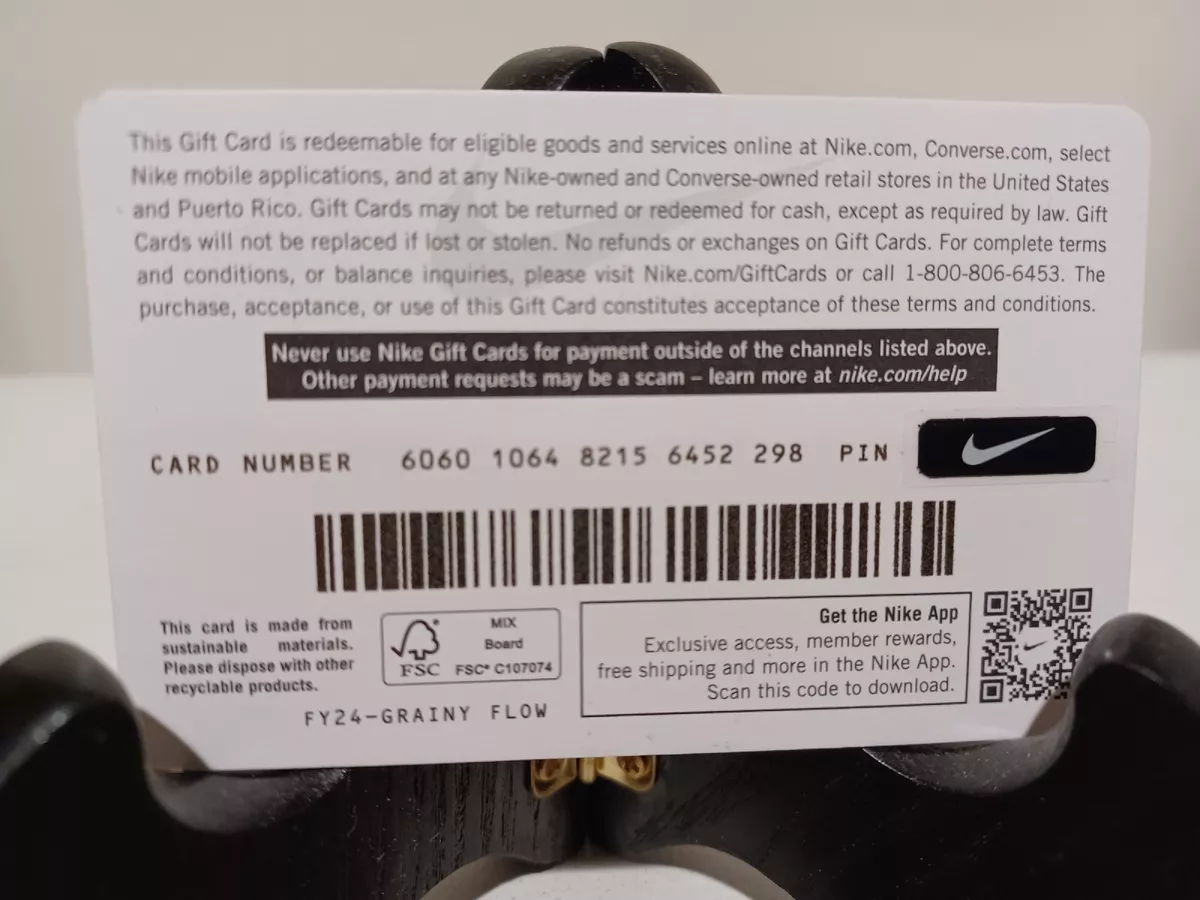 This Gift Card is redeemable for eligible goods and services online at Nike.com, Converse.com, select
Nike mobile applications, and at any Nike-owned and Converse-owned retail stores in the United States
and Puerto Rico. Gift Cards may not be returned or redeemed for cash, except as required by law. Gift
Cards will not be replaced if lost or stolen. No refunds or exchanges on Gift Cards. For complete terms
and conditions, or balance inquiries, please visit Nike.com/GiftCards or call 1-800-806-6453. The
purchase, acceptance, or use of this Gift Card constitutes acceptance of these terms and conditions.
Never use Nike Gift Cards for payment outside of the channels listed above.
Other payment requests may be a scam – learn more at nike.com/help
CARD NUMBER 6060 1064 8215 6452 298 PIN
This card is made from
sustainable materials.
Please dispose with other
recyclable products.
FSC
MIX
Board
FSC® C107074
FY24-GRAINY FLOW
Get the Nike App
Exclusive access, member rewards,
free shipping and more in the Nike App.
Scan this code to download.